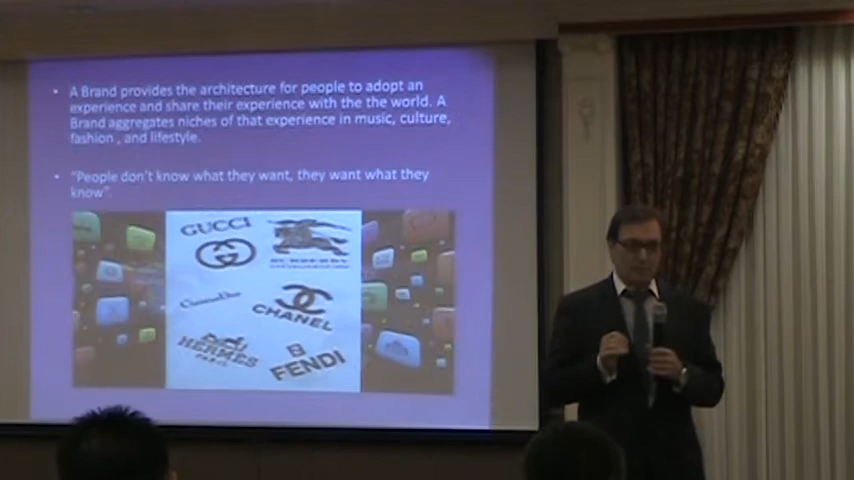 • A Brand provides the architecture for people to adopt an
experience and share their experience with the the world. A
Brand aggregates niches of that experience in music, culture,
fashion , and lifestyle.
• "People don't know what they want, they want what they
know".
GUCCI
BURBERRY
Christian Dior
CHANEL
HERMES
PARIS
FENDI